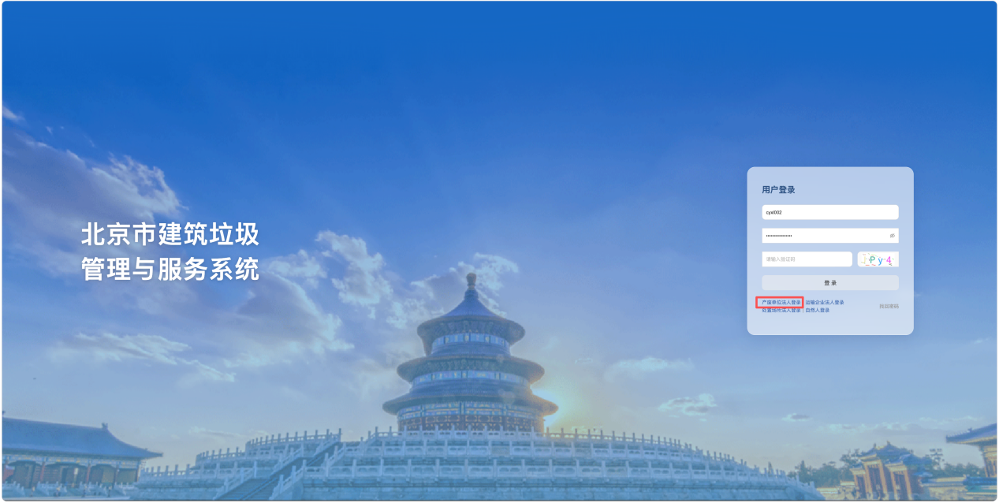 北京市建筑垃圾
管理与服务系统
用户登录
cyxl002
••••••••••••••••
请输入验证码
Py4
登 录
产废单位法人登录 | 运输企业法人登录
处置场所法人登录 | 自然人登录
找回密码